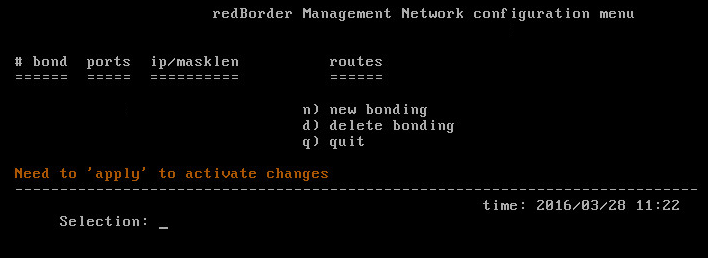 redBorder Management Network configuration menu
# bond ports ip/masklen routes
====== ===== ========== ======
n) new bonding
d) delete bonding
q) quit
Need to 'apply' to activate changes
----------------------------------------------------------------------------
time: 2016/03/28 11:22
Selection: _